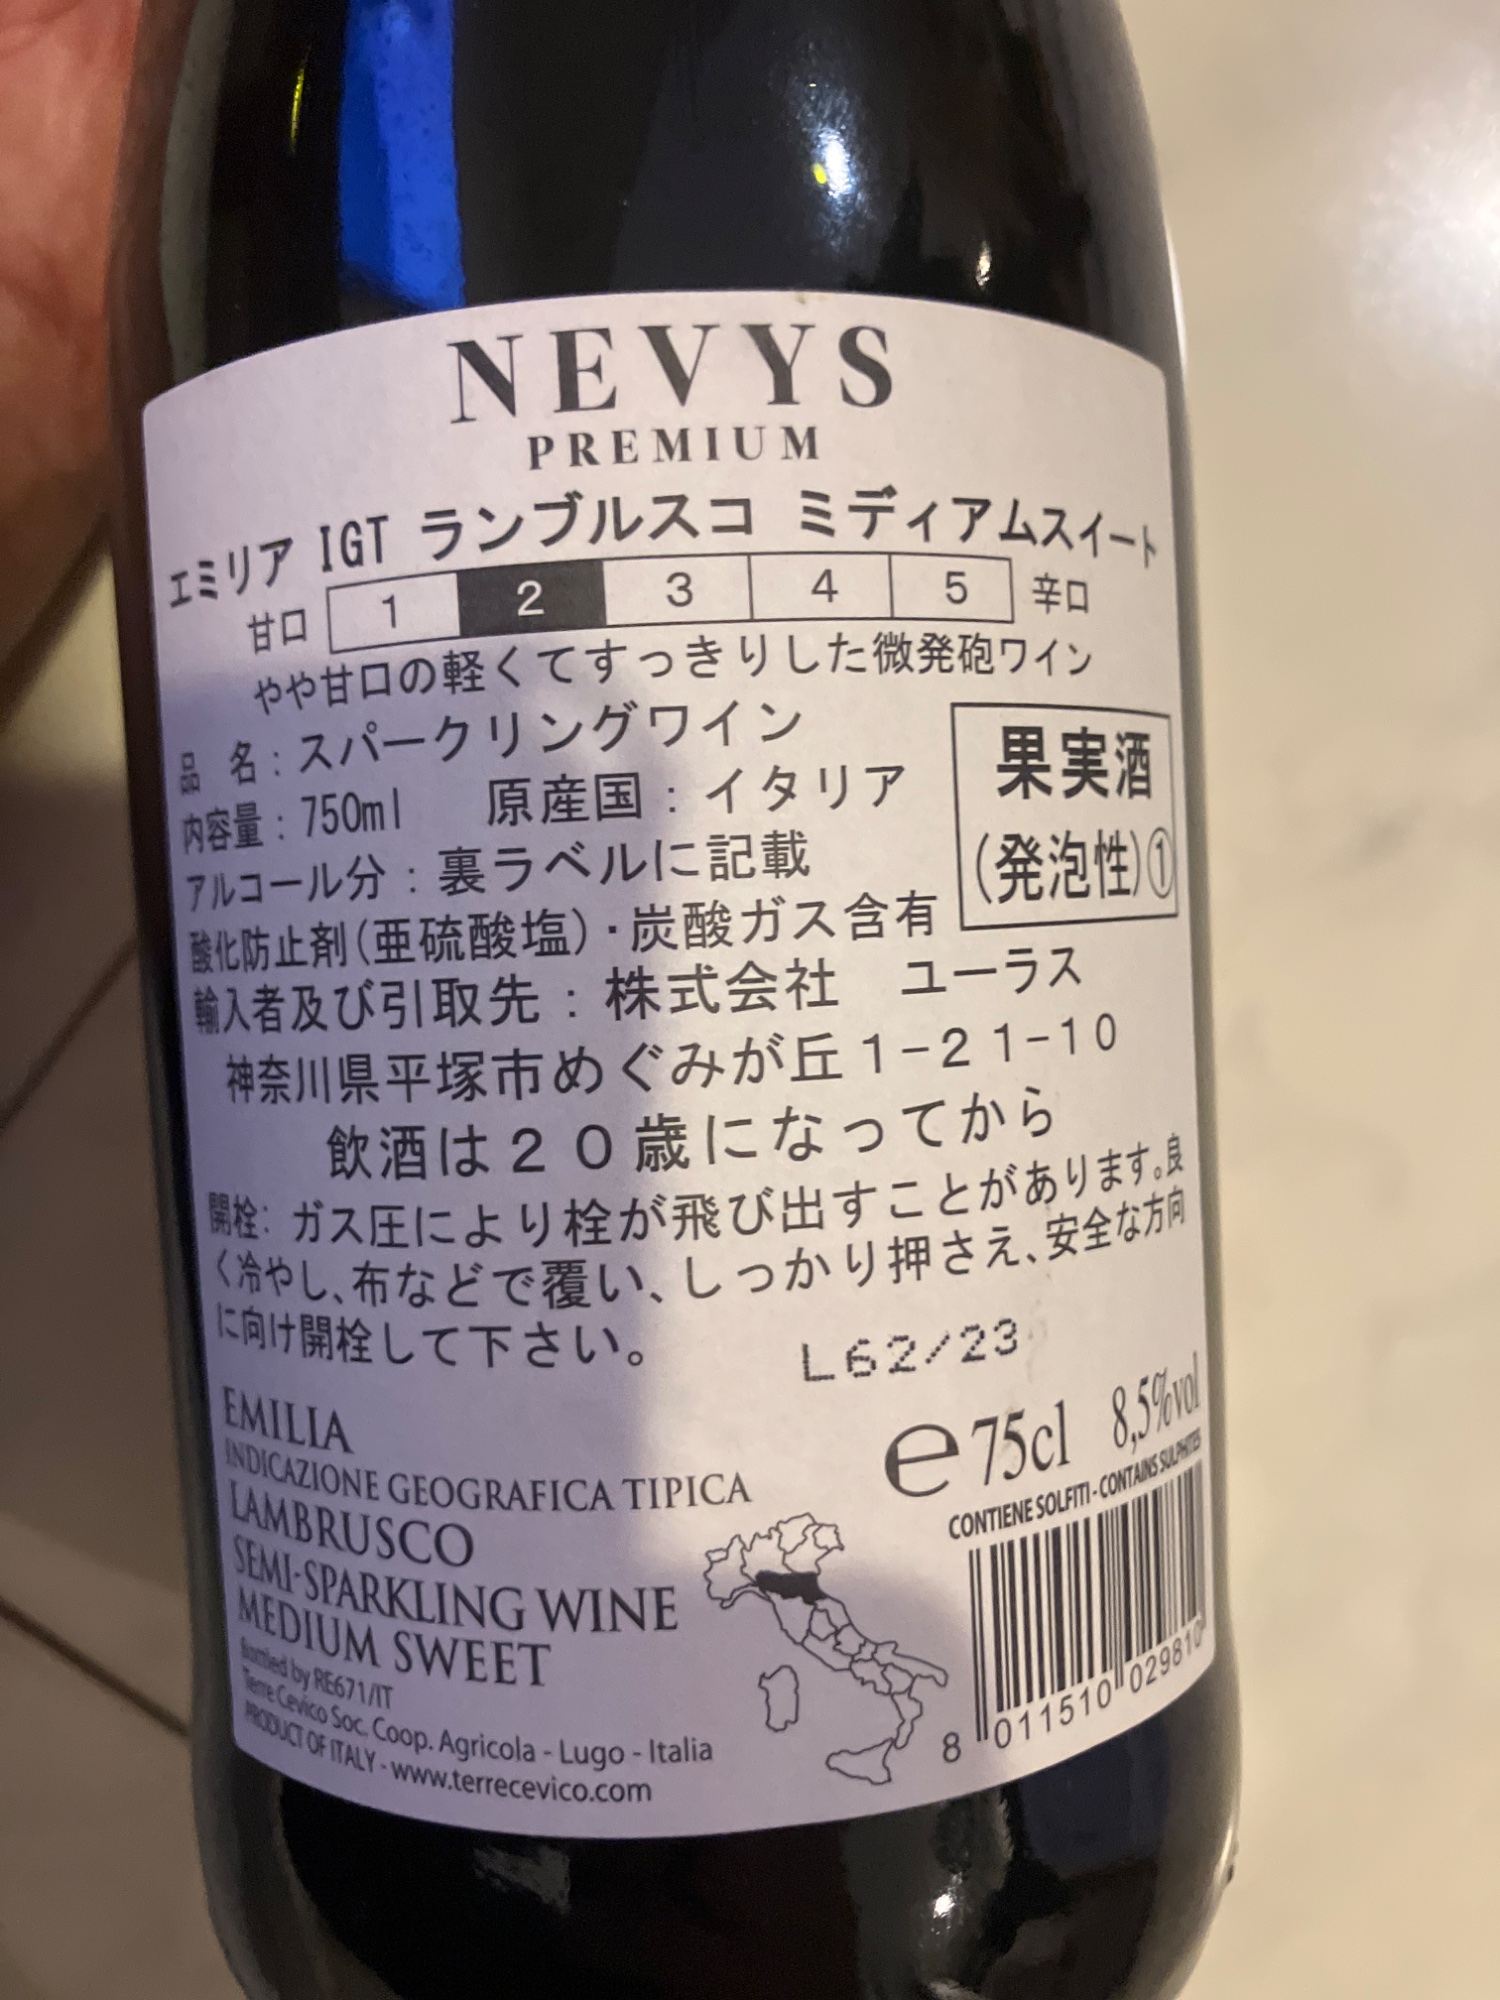 NEVYS
PREMIUM
エミリア IGT ランブルスコ ミディアムスイート
甘口 1 2 3 4 5 辛口
やや甘口の軽くてすっきりした微発砲ワイン
品 名:スパークリングワイン
内容量:750ml 原産国:イタリア
アルコール分:裏ラベルに記載
果実酒
(発泡性)①
酸化防止剤(亜硫酸塩)・炭酸ガス含有
輸入者及び引取先:株式会社 ユーラス
神奈川県平塚市めぐみが丘1-21-10
飲酒は20歳になってから
開栓:ガス圧により栓が飛び出すことがあります。良
く冷やし、布などで覆い、しっかり押さえ、安全な方向
に向け開栓して下さい。
L62/23
e 75cl 8,5%vol
CONTIENE SOLFITI - CONTAINS SULPHITES
EMILIA
INDICAZIONE GEOGRAFICA TIPICA
LAMBRUSCO
SEMI-SPARKLING WINE
MEDIUM SWEET
Bottled by RE671/IT
Terre Cevico Soc. Coop. Agricola - Lugo - Italia
PRODUCT OF ITALY - www.terrecevico.com
8 011510 029810